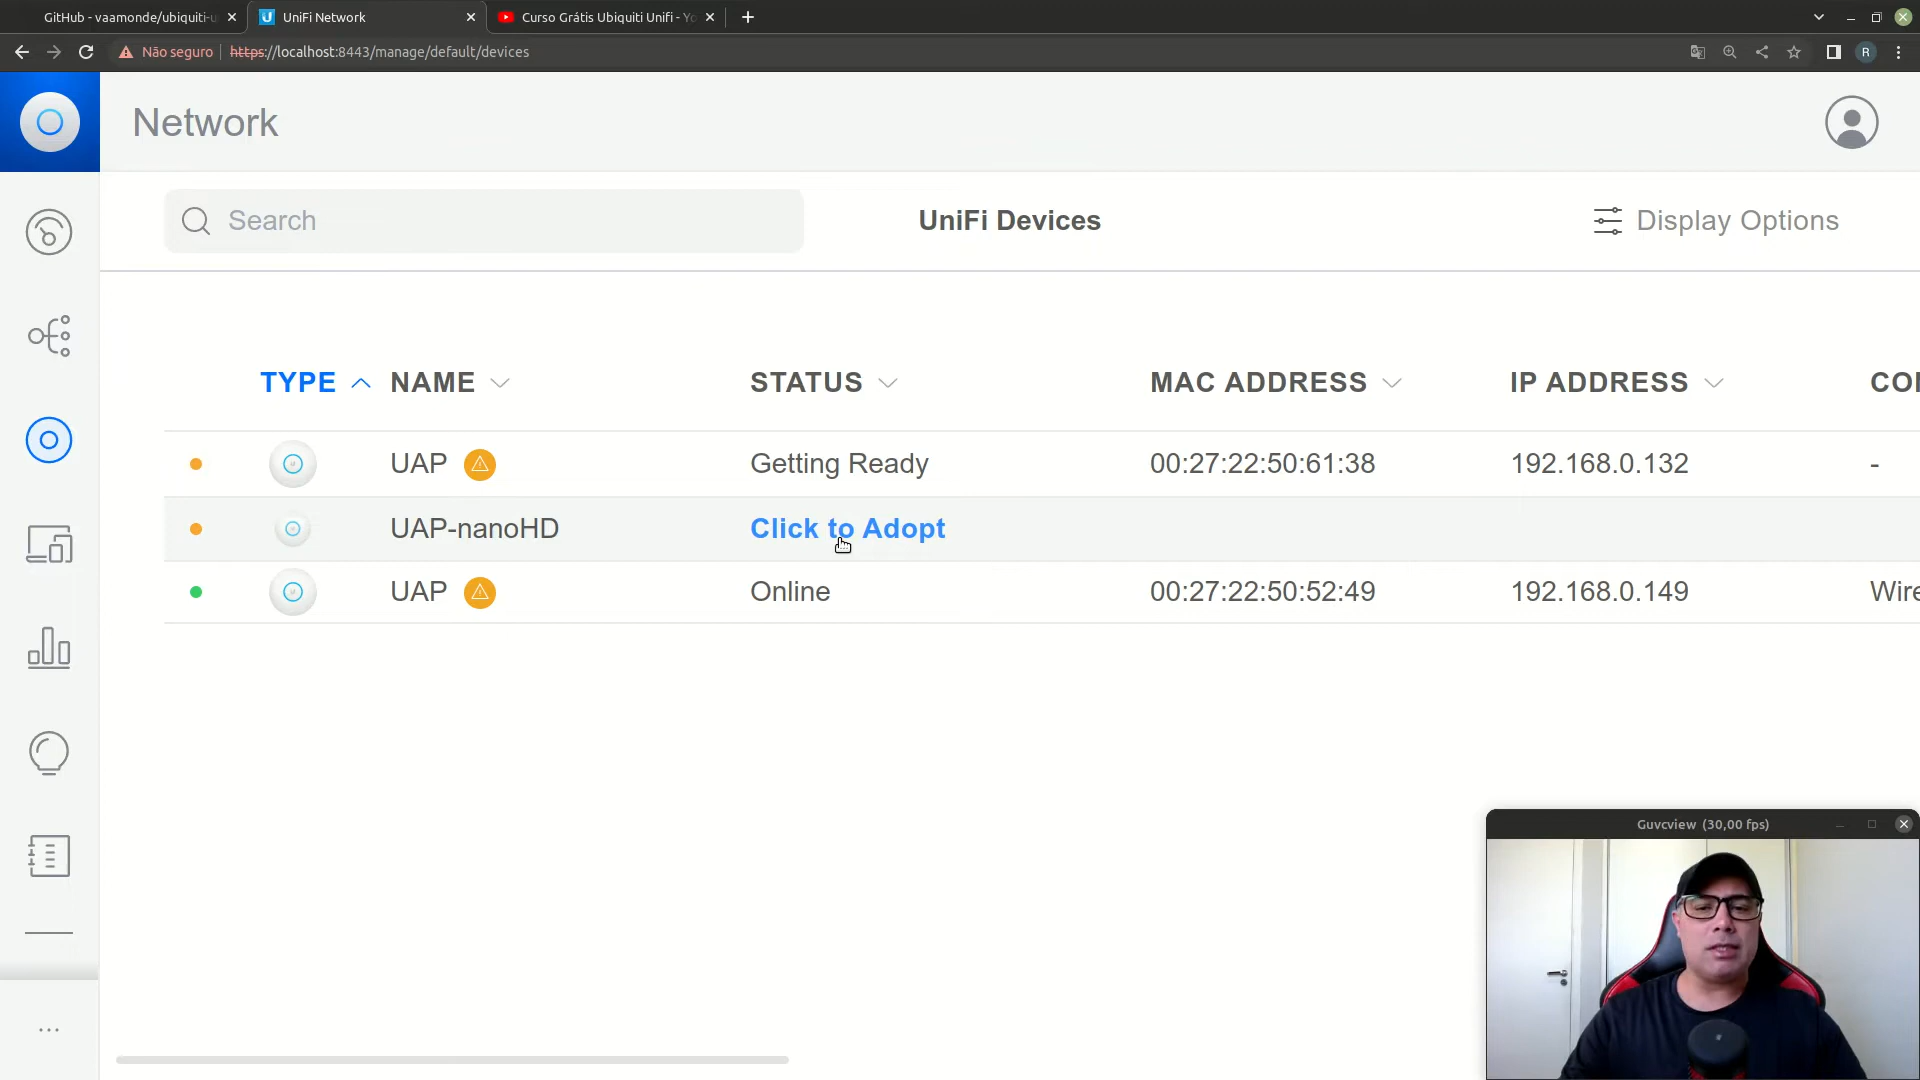 GitHub - vaamonde/ubiquiti-u
UniFi Network
Curso Grátis Ubiquiti Unifi - Yo
Não seguro
https://localhost:8443/manage/default/devices
R
Network
Search
UniFi Devices
Display Options
TYPE NAME STATUS MAC ADDRESS IP ADDRESS CON
UAP Getting Ready 00:27:22:50:61:38 192.168.0.132 -
UAP-nanoHD Click to Adopt
UAP Online 00:27:22:50:52:49 192.168.0.149 Wire
Guvcview (30,00 fps)